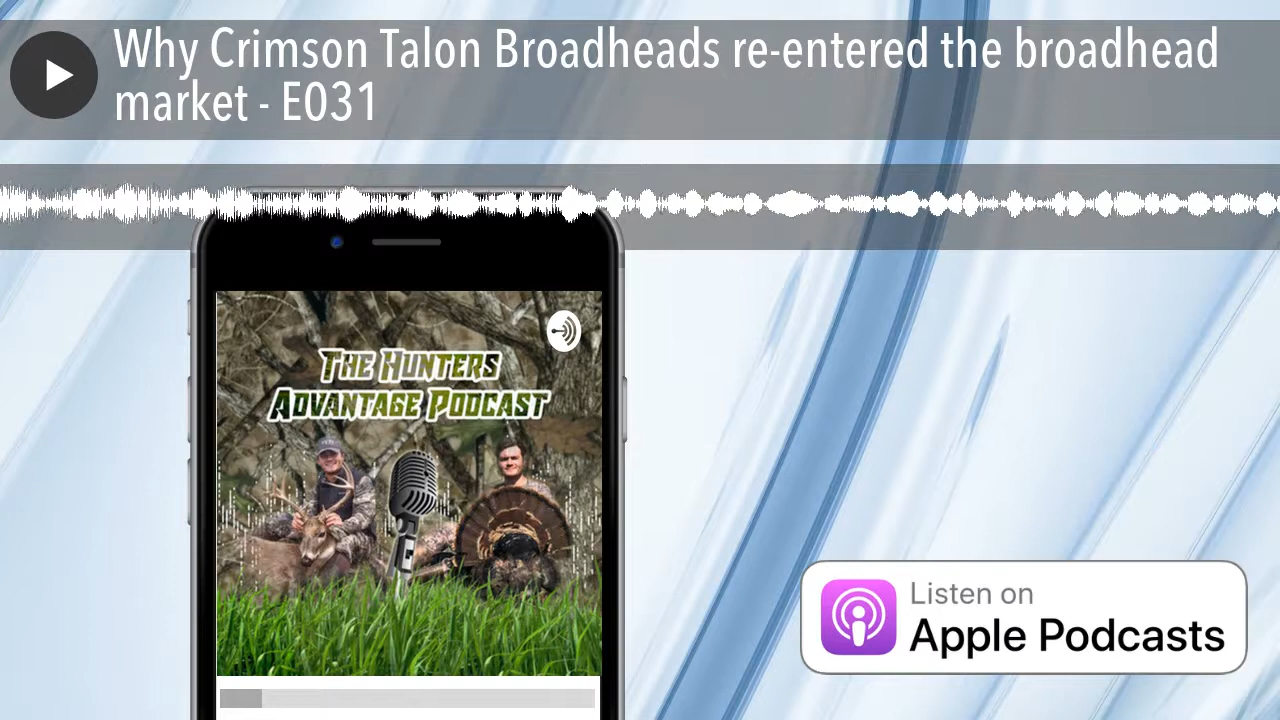 Why Crimson Talon Broadheads re-entered the broadhead
market - E031
The Hunters
Advantage Podcast
Listen on
Apple Podcasts